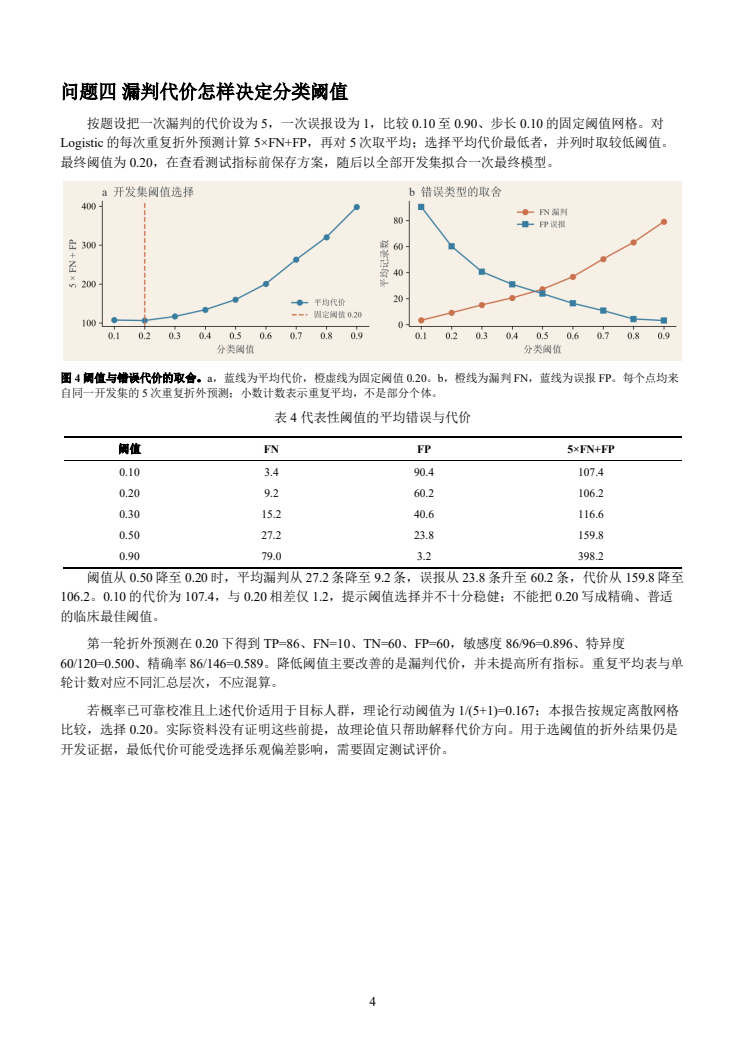 问题四 漏判代价怎样决定分类阈值
按题设把一次漏判的代价设为 5，一次误报设为 1，比较 0.10 至 0.90、步长 0.10 的固定阈值网格。对
Logistic 的每次重复折外预测计算 5×FN+FP，再对 5 次取平均；选择平均代价最低者，并列时取较低阈值。
最终阈值为 0.20，在查看测试指标前保存方案，随后以全部开发集拟合一次最终模型。
a 开发集阈值选择
400
300
200
100
5 × FN + FP
0.1 0.2 0.3 0.4 0.5 0.6 0.7 0.8 0.9
分类阈值
平均代价
固定阈值 0.20
b 错误类型的取舍
80
60
40
20
0
平均记录数
0.1 0.2 0.3 0.4 0.5 0.6 0.7 0.8 0.9
分类阈值
FN 漏判
FP 误报
图 4 阈值与错误代价的取舍。a，蓝线为平均代价，橙虚线为固定阈值 0.20。b，橙线为漏判 FN，蓝线为误报 FP。每个点均来
自同一开发集的 5 次重复折外预测；小数计数表示重复平均，不是部分个体。
表 4 代表性阈值的平均错误与代价
阈值 FN FP 5×FN+FP
0.10 3.4 90.4 107.4
0.20 9.2 60.2 106.2
0.30 15.2 40.6 116.6
0.50 27.2 23.8 159.8
0.90 79.0 3.2 398.2
阈值从 0.50 降至 0.20 时，平均漏判从 27.2 条降至 9.2 条，误报从 23.8 条升至 60.2 条，代价从 159.8 降至
106.2。0.10 的代价为 107.4，与 0.20 相差仅 1.2，提示阈值选择并不十分稳健；不能把 0.20 写成精确、普适
的临床最佳阈值。
第一轮折外预测在 0.20 下得到 TP=86、FN=10、TN=60、FP=60，敏感度 86/96=0.896、特异度
60/120=0.500、精确率 86/146=0.589。降低阈值主要改善的是漏判代价，并未提高所有指标。重复平均表与单
轮计数对应不同汇总层次，不应混算。
若概率已可靠校准且上述代价适用于目标人群，理论行动阈值为 1/(5+1)=0.167；本报告按规定离散网格
比较，选择 0.20。实际资料没有证明这些前提，故理论值只帮助解释代价方向。用于选阈值的折外结果仍是
开发证据，最低代价可能受选择乐观偏差影响，需要固定测试评价。
4